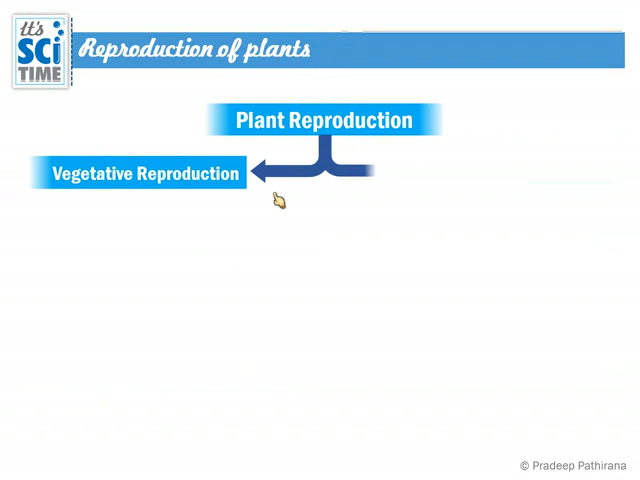 It's
SCi
TIME
Reproduction of plants
Plant Reproduction
Vegetative Reproduction
© Pradeep Pathirana